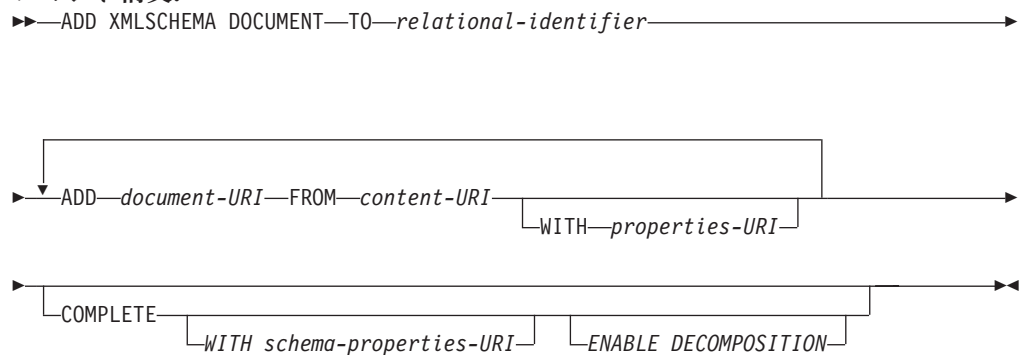 ADD XMLSCHEMA DOCUMENT TO relational-identifier
ADD document-URI FROM content-URI
WITH properties-URI
COMPLETE
WITH schema-properties-URI ENABLE DECOMPOSITION